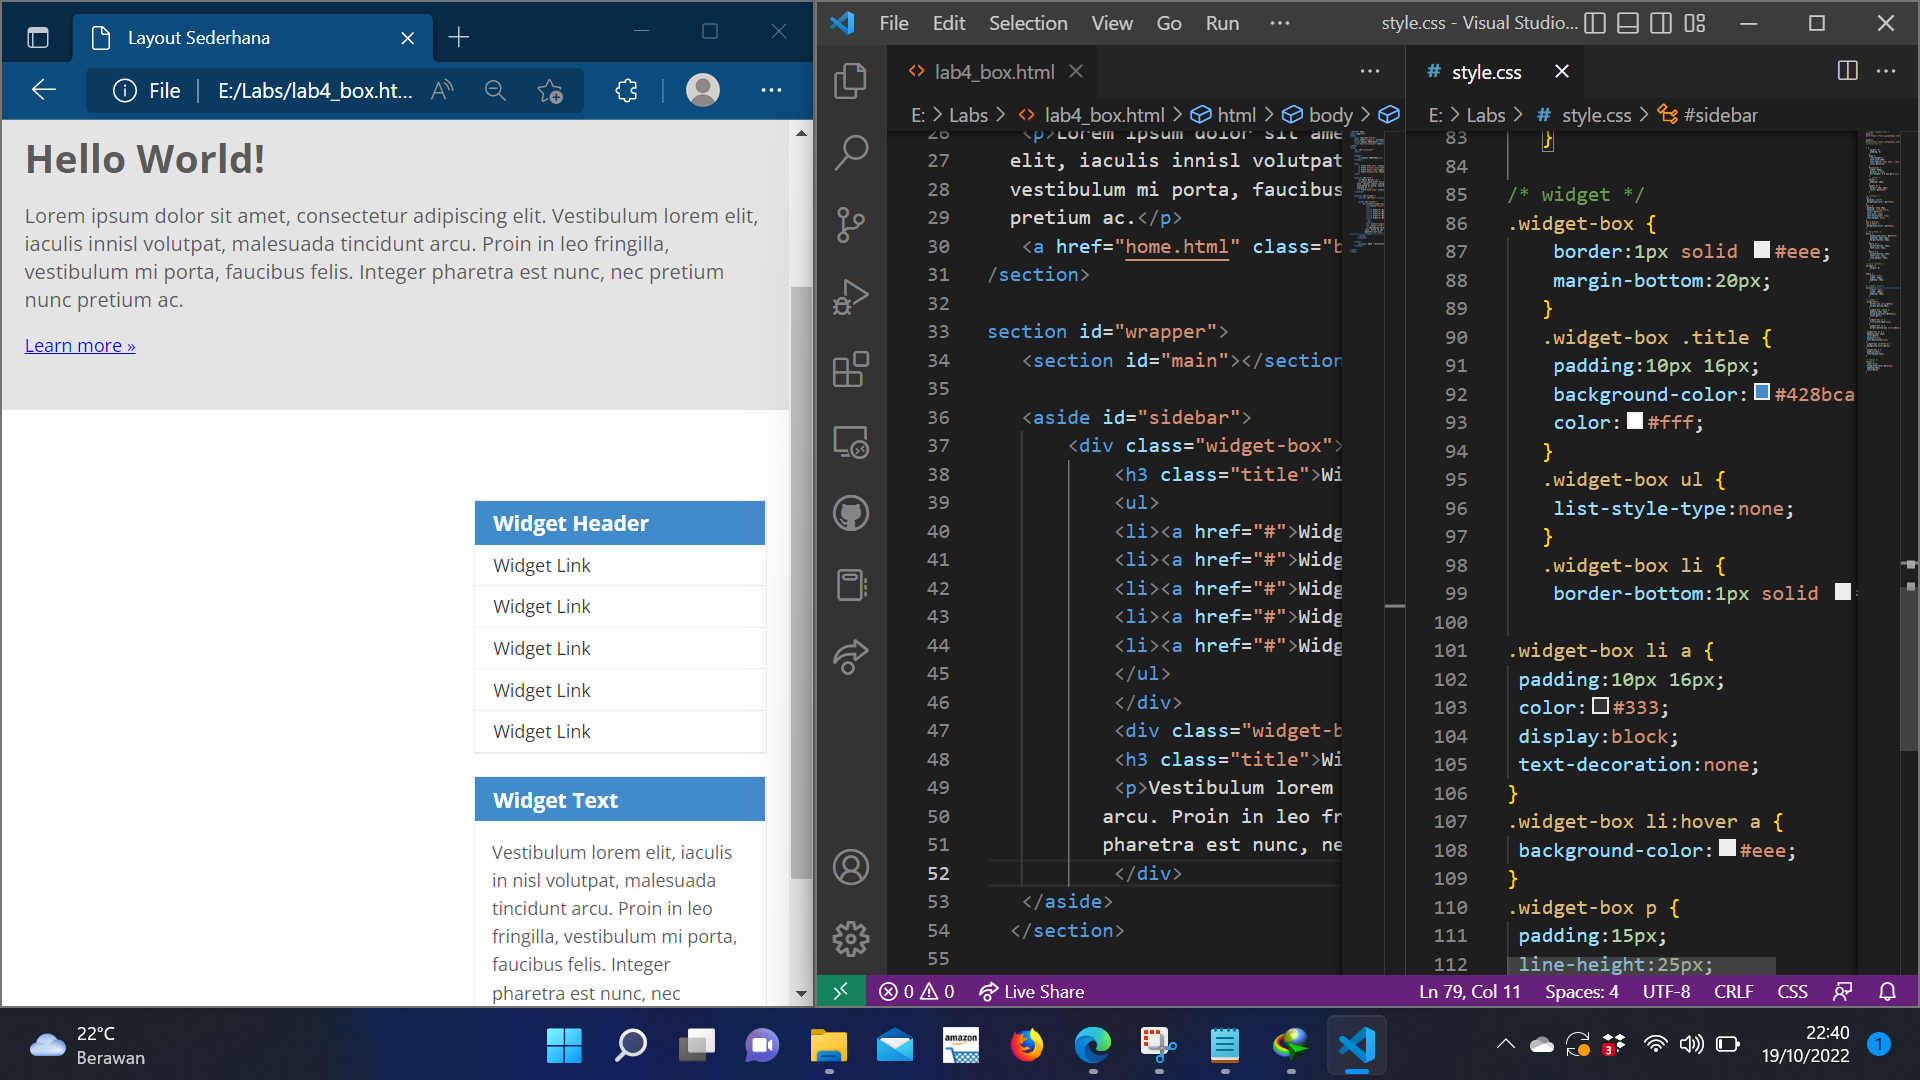 Layout Sederhana
File
E:/Labs/lab4_box.ht...
Hello World!
Lorem ipsum dolor sit amet, consectetur adipiscing elit. Vestibulum lorem elit,
iaculis innisl volutpat, malesuada tincidunt arcu. Proin in leo fringilla,
vestibulum mi porta, faucibus felis. Integer pharetra est nunc, nec pretium
nunc pretium ac.
Learn more »
Widget Header
Widget Link
Widget Link
Widget Link
Widget Link
Widget Link
Widget Text
Vestibulum lorem elit, iaculis
in nisl volutpat, malesuada
tincidunt arcu. Proin in leo
fringilla, vestibulum mi porta,
faucibus felis. Integer
pharetra est nunc, nec
File Edit Selection View Go Run ··· style.css - Visual Studio...
lab4_box.html
E: > Labs > lab4_box.html > html > body >
26 <p>Lorem ipsum dolor sit ame
27 elit, iaculis innisl volutpat
28 vestibulum mi porta, faucibus
29 pretium ac.</p>
30 <a href="home.html" class="b
31 /section>
32
33 section id="wrapper">
34 <section id="main"></section
35
36 <aside id="sidebar">
37 <div class="widget-box">
38 <h3 class="title">Wi
39 <ul>
40 <li><a href="#">Widg
41 <li><a href="#">Widg
42 <li><a href="#">Widg
43 <li><a href="#">Widg
44 <li><a href="#">Widg
45 </ul>
46 </div>
47 <div class="widget-b
48 <h3 class="title">Wi
49 <p>Vestibulum lorem
50 arcu. Proin in leo fr
51 pharetra est nunc, ne
52 </div>
53 </aside>
54 </section>
55
# style.css
E: > Labs > # style.css > #sidebar
83 }
84
85 /* widget */
86 .widget-box {
87 border:1px solid #eee;
88 margin-bottom:20px;
89 }
90 .widget-box .title {
91 padding:10px 16px;
92 background-color:#428bca
93 color:#fff;
94 }
95 .widget-box ul {
96 list-style-type:none;
97 }
98 .widget-box li {
99 border-bottom:1px solid
100
101 .widget-box li a {
102 padding:10px 16px;
103 color:#333;
104 display:block;
105 text-decoration:none;
106 }
107 .widget-box li:hover a {
108 background-color:#eee;
109 }
110 .widget-box p {
111 padding:15px;
112 line-height:25px;
0 0 Live Share
Ln 79, Col 11 Spaces: 4 UTF-8 CRLF CSS
22°C
Berawan
amazon
3
22:40
19/10/2022
1